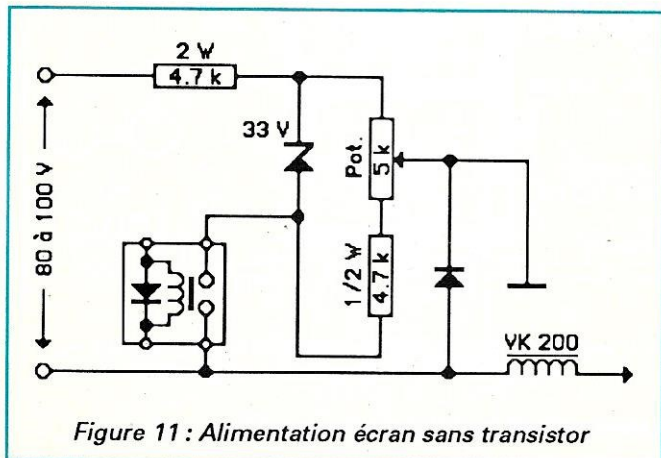 2 W
4.7 k
33 V
Pot.
5 k
80 à 100 V
1/2 W
4.7 k
VK 200
Figure 11 : Alimentation écran sans transistor